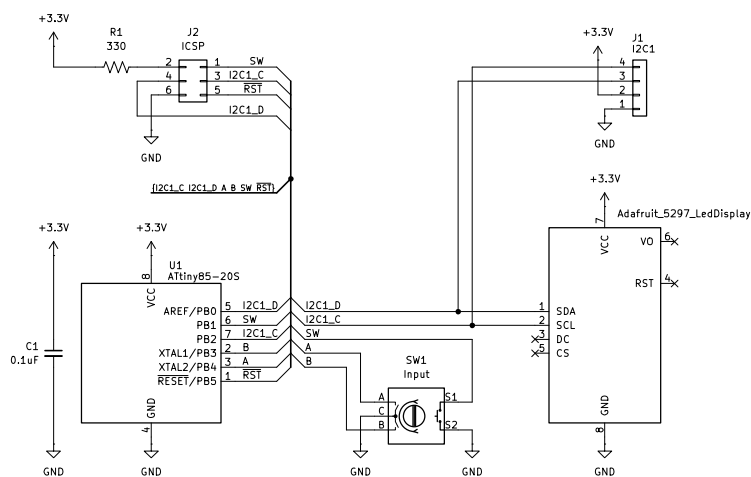 +3.3V
R1
330
J2
ICSP
2 1 SW
4 3 I2C1_C
6 5 RST
I2C1_D
GND
+3.3V
J1
I2C1
4
3
2
1
GND
{I2C1_C I2C1_D A B SW RST}
+3.3V
Adafruit_5297_LedDisplay
7
VCC
VO 6
RST 4
1 SDA
2 SCL
3 DC
5 CS
GND
8
GND
+3.3V
C1
0.1uF
GND
+3.3V
U1
ATtiny85-20S
8
VCC
AREF/PB0 5 I2C1_D
PB1 6 SW
PB2 7 I2C1_C
XTAL1/PB3 2 B
XTAL2/PB4 3 A
RESET/PB5 1 RST
GND
4
GND
I2C1_D
I2C1_C
SW
A
B
SW1
Input
A S1
C
B S2
GND
GND